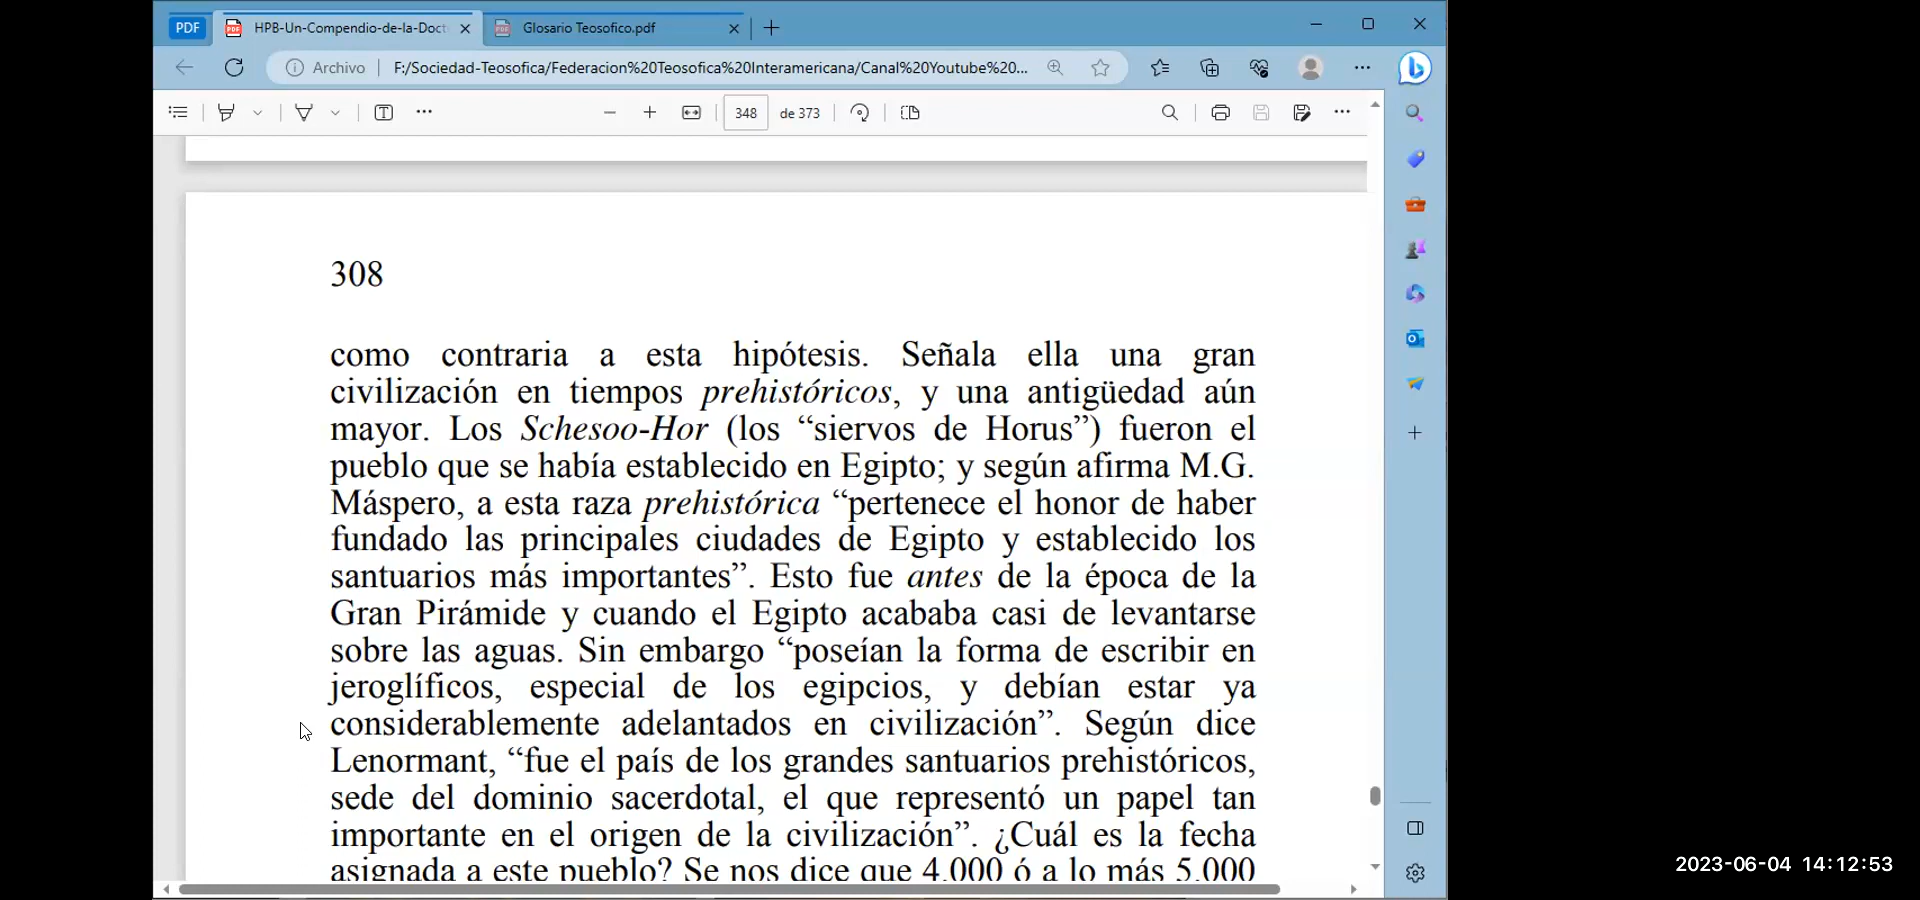 PDF
HPB-Un-Compendio-de-la-Doct
Glosario Teosofico.pdf
Archivo
F:/Sociedad-Teosofica/Federacion%20Teosofica%20Interamericana/Canal%20Youtube%20...
348
de 373
308
como contraria a esta hipótesis. Señala ella una gran
civilización en tiempos prehistóricos, y una antigüedad aún
mayor. Los Schesoo-Hor (los “siervos de Horus”) fueron el
pueblo que se había establecido en Egipto; y según afirma M.G.
Máspero, a esta raza prehistórica “pertenece el honor de haber
fundado las principales ciudades de Egipto y establecido los
santuarios más importantes”. Esto fue antes de la época de la
Gran Pirámide y cuando el Egipto acababa casi de levantarse
sobre las aguas. Sin embargo “poseían la forma de escribir en
jeroglíficos, especial de los egipcios, y debían estar ya
considerablemente adelantados en civilización”. Según dice
Lenormant, “fue el país de los grandes santuarios prehistóricos,
sede del dominio sacerdotal, el que representó un papel tan
importante en el origen de la civilización”. ¿Cuál es la fecha
asignada a este pueblo? Se nos dice que 4.000 ó a lo más 5.000
2023-06-04 14:12:53